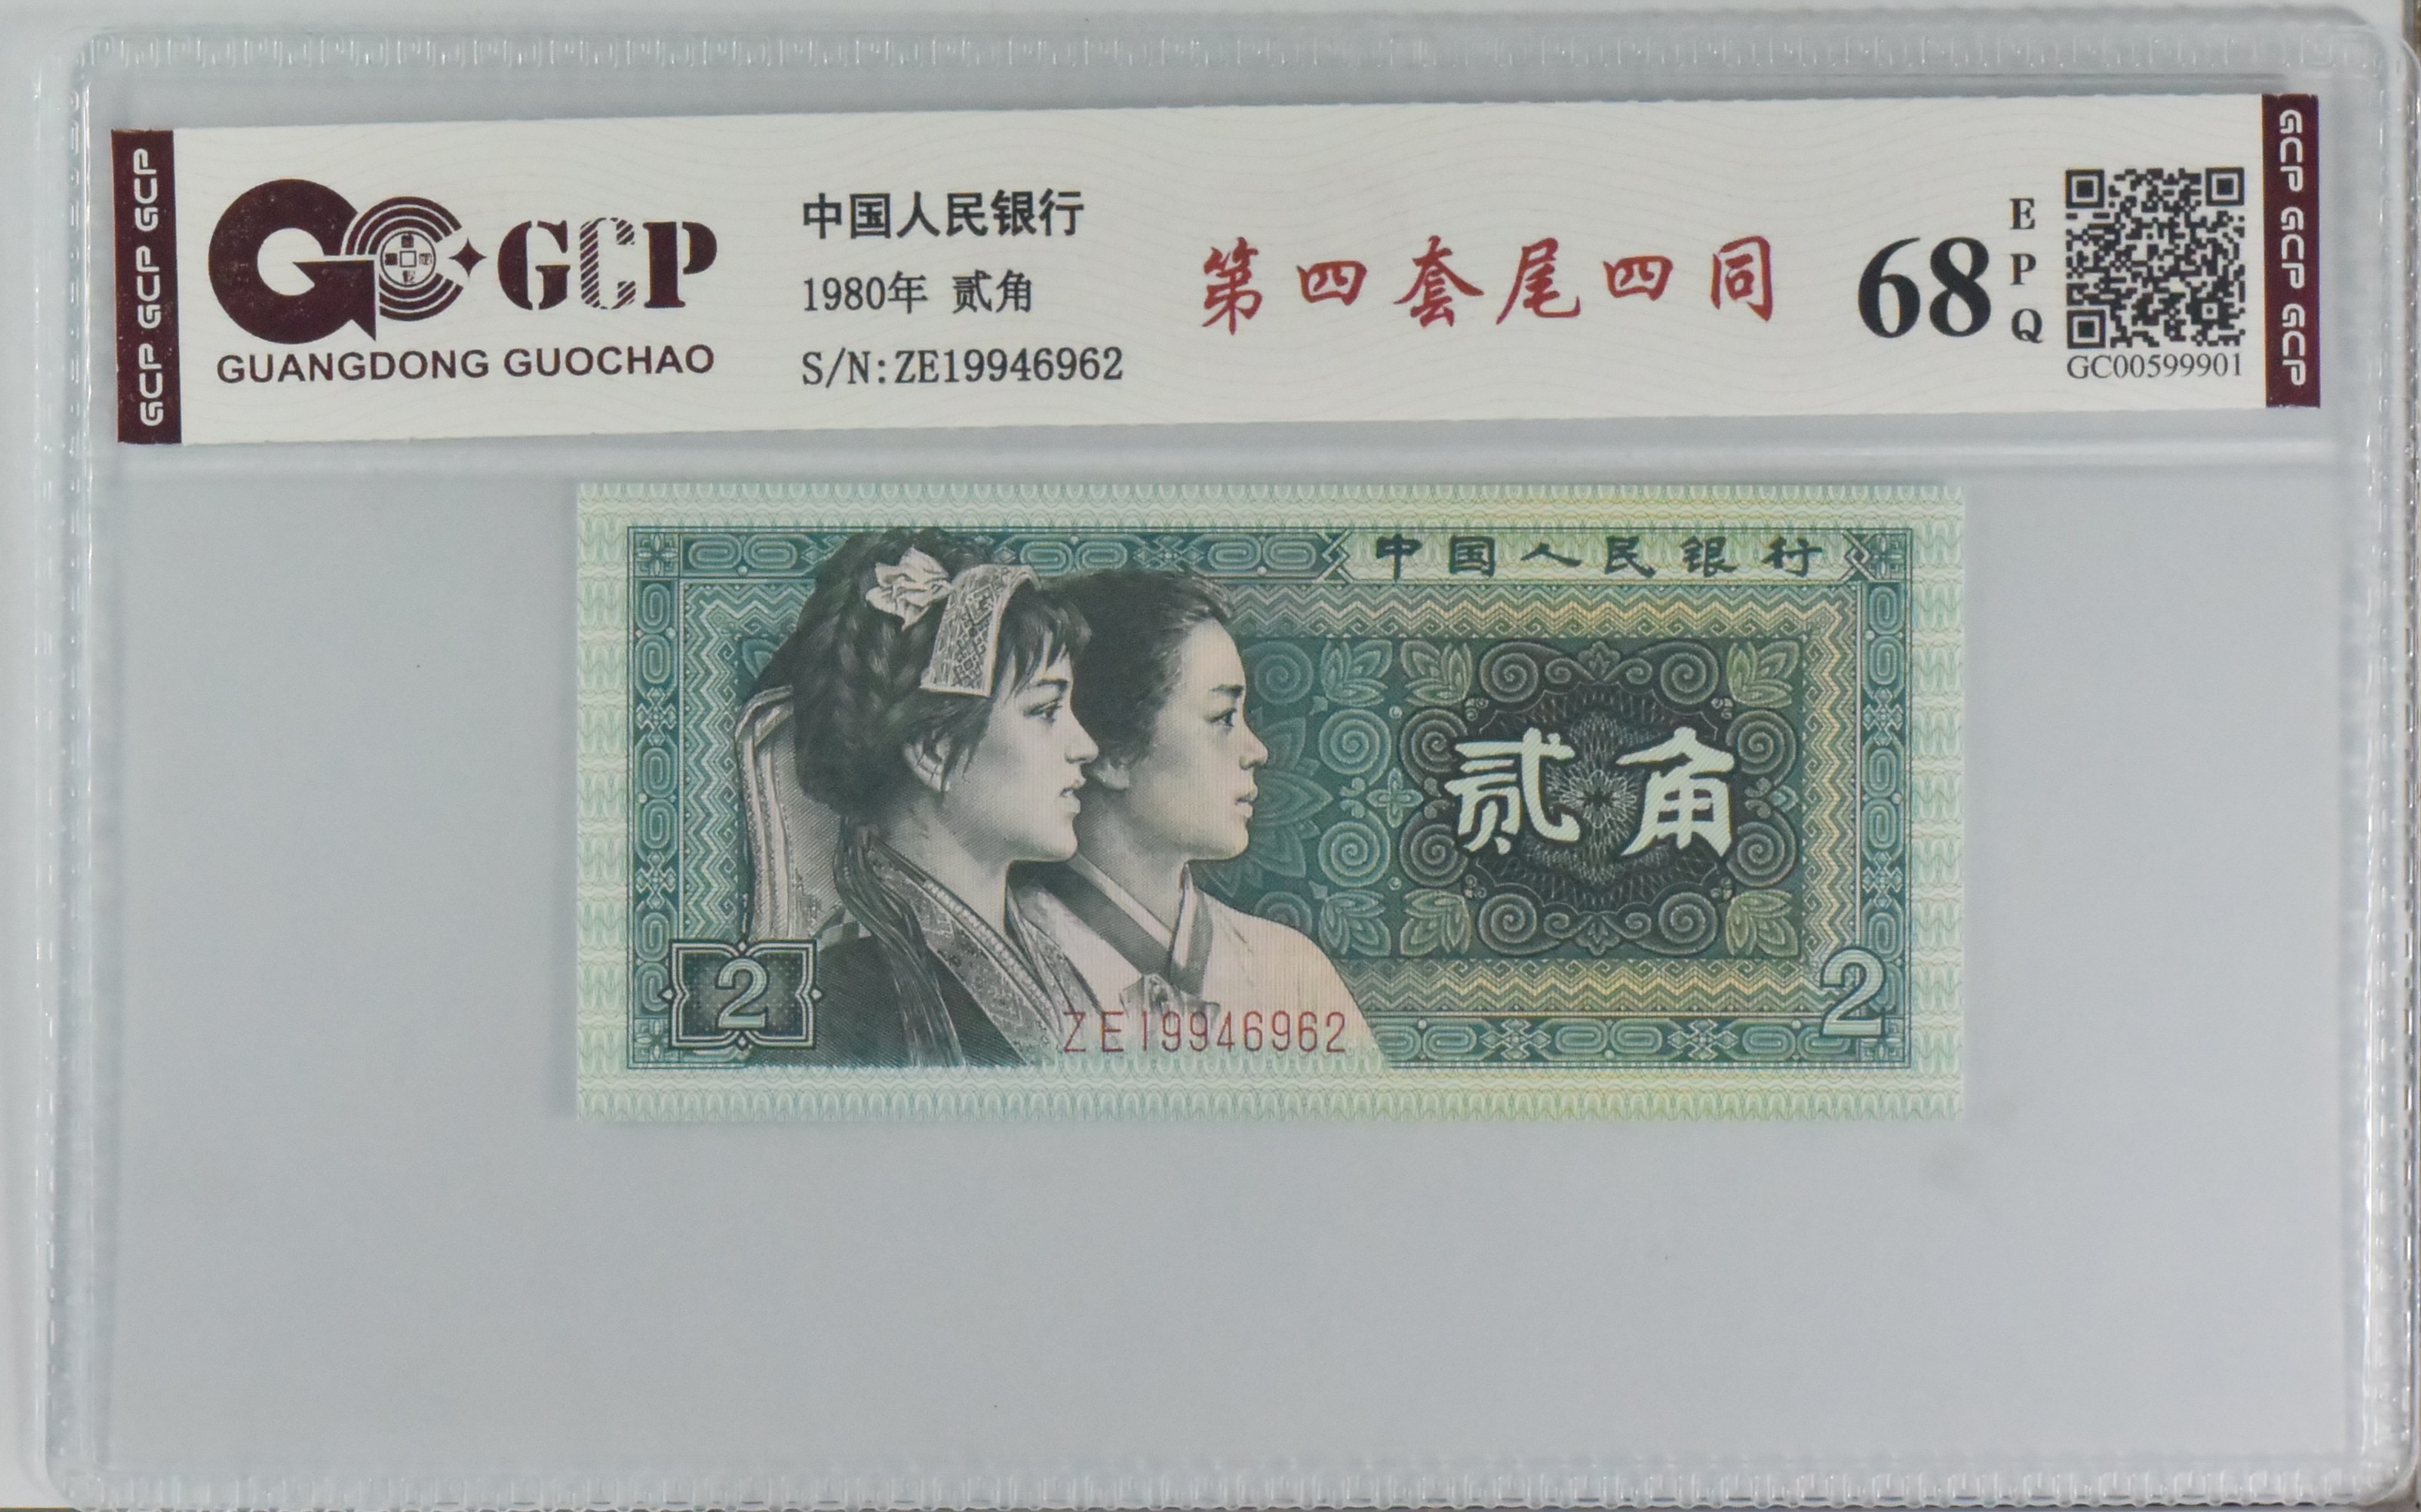 GCP GCP GCP
GCP
GUANGDONG GUOCHAO
中国人民银行
1980年 贰角
S/N:ZE19946962
第四套尾四同
68
E
P
Q
GC00599901
GCP GCP GCP
中国人民银行
贰角
2
2
ZE19946962